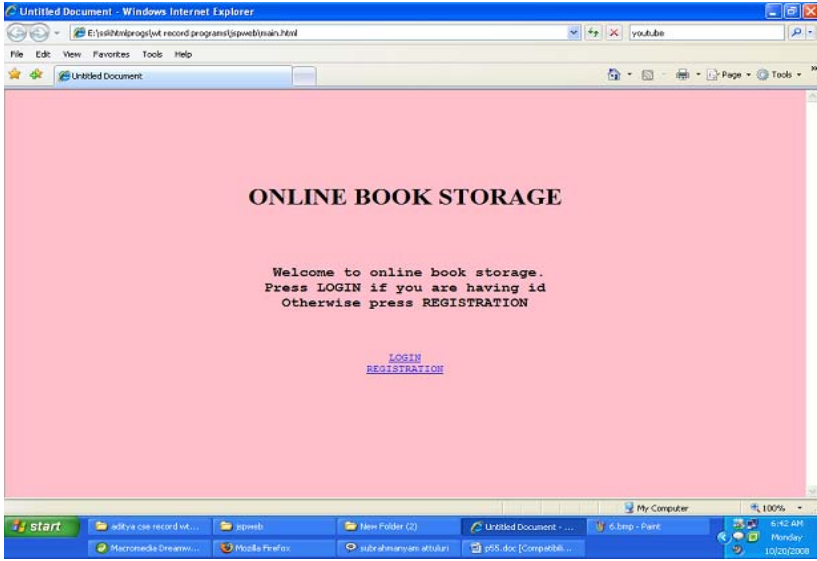 Untitled Document - Windows Internet Explorer
E:\sskhtmlprogs\wt record programs\jspweb\main.html
youtube
File Edit View Favorites Tools Help
Untitled Document
Page Tools
ONLINE BOOK STORAGE
Welcome to online book storage.
Press LOGIN if you are having id
Otherwise press REGISTRATION
LOGIN
REGISTRATION
My Computer
100%
start
aditya cse record wt...
jspweb
New Folder (2)
Untitled Document - ...
6.bmp - Paint
6:42 AM
Macromedia Dreamw...
Mozilla Firefox
subrahmanyam attuluri
p55.doc [Compatibili...
Monday
10/20/2008